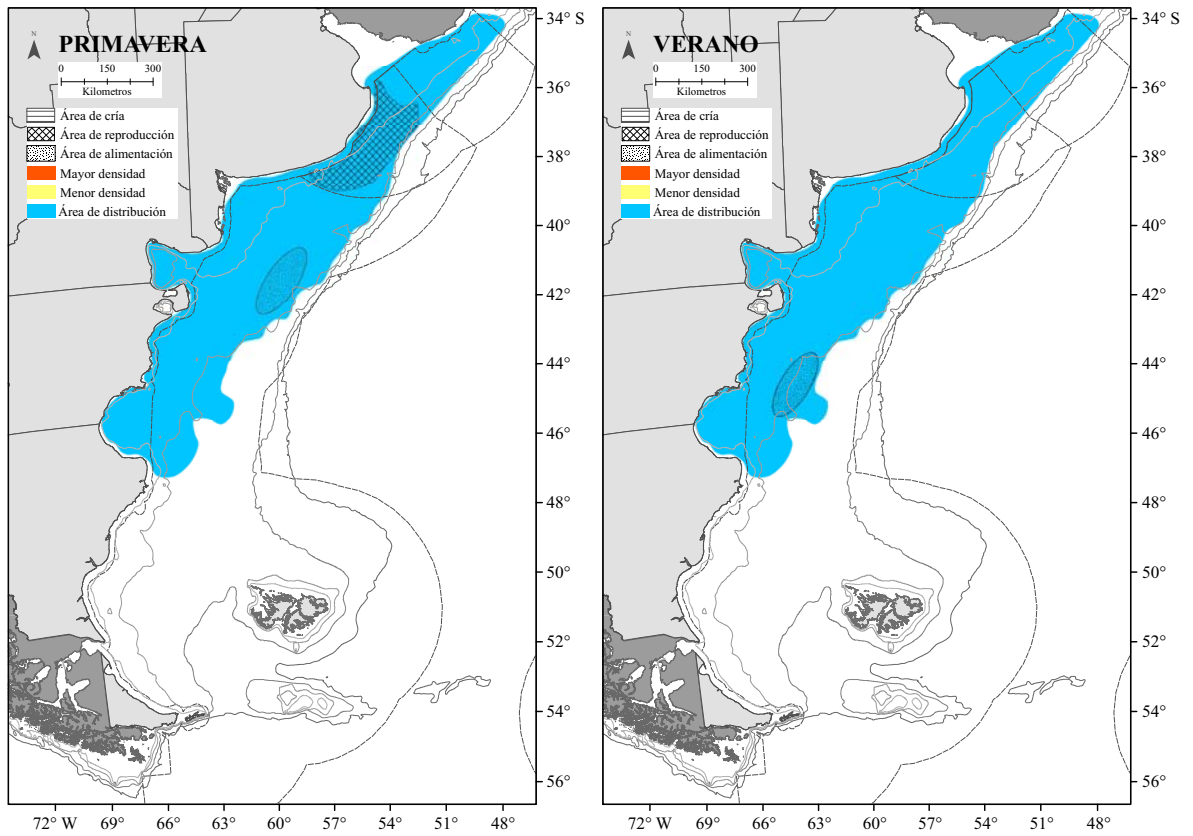 N
PRIMAVERA
0 150 300
Kilometros
Área de cría
Área de reproducción
Área de alimentación
Mayor densidad
Menor densidad
Área de distribución
72° W 69° 66° 63° 60° 57° 54° 51° 48°
34° S
36°
38°
40°
42°
44°
46°
48°
50°
52°
54°
56°
N
VERANO
0 150 300
Kilometros
Área de cría
Área de reproducción
Área de alimentación
Mayor densidad
Menor densidad
Área de distribución
72° W 69° 66° 63° 60° 57° 54° 51° 48°
34° S
36°
38°
40°
42°
44°
46°
48°
50°
52°
54°
56°